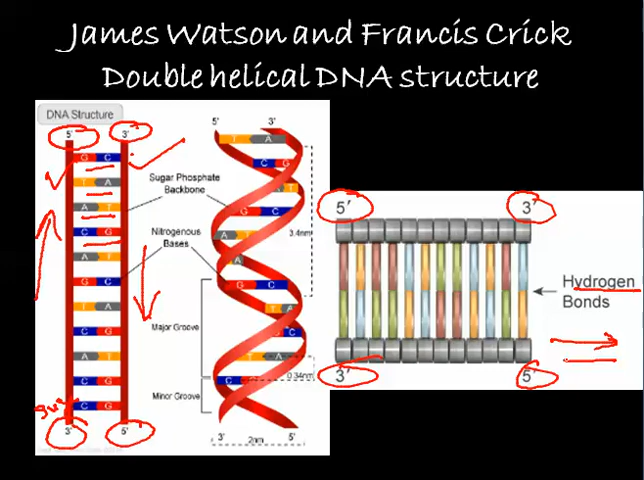 James Watson and Francis Crick
Double helical DNA structure
DNA Structure
5' 3'
G C
T A
A T
C G
A T
G C
T A
C G
A T
C G
C G
3' 5'
Sugar Phosphate
Backbone
Nitrogenous
Bases
Major Groove
Minor Groove
5' 3'
T A
C G
T
G C
A T
A
G C
T A
C
T A
C
3.4nm
0.34nm
3' 5'
2nm
5' 3'
Hydrogen
Bonds
3' 5'